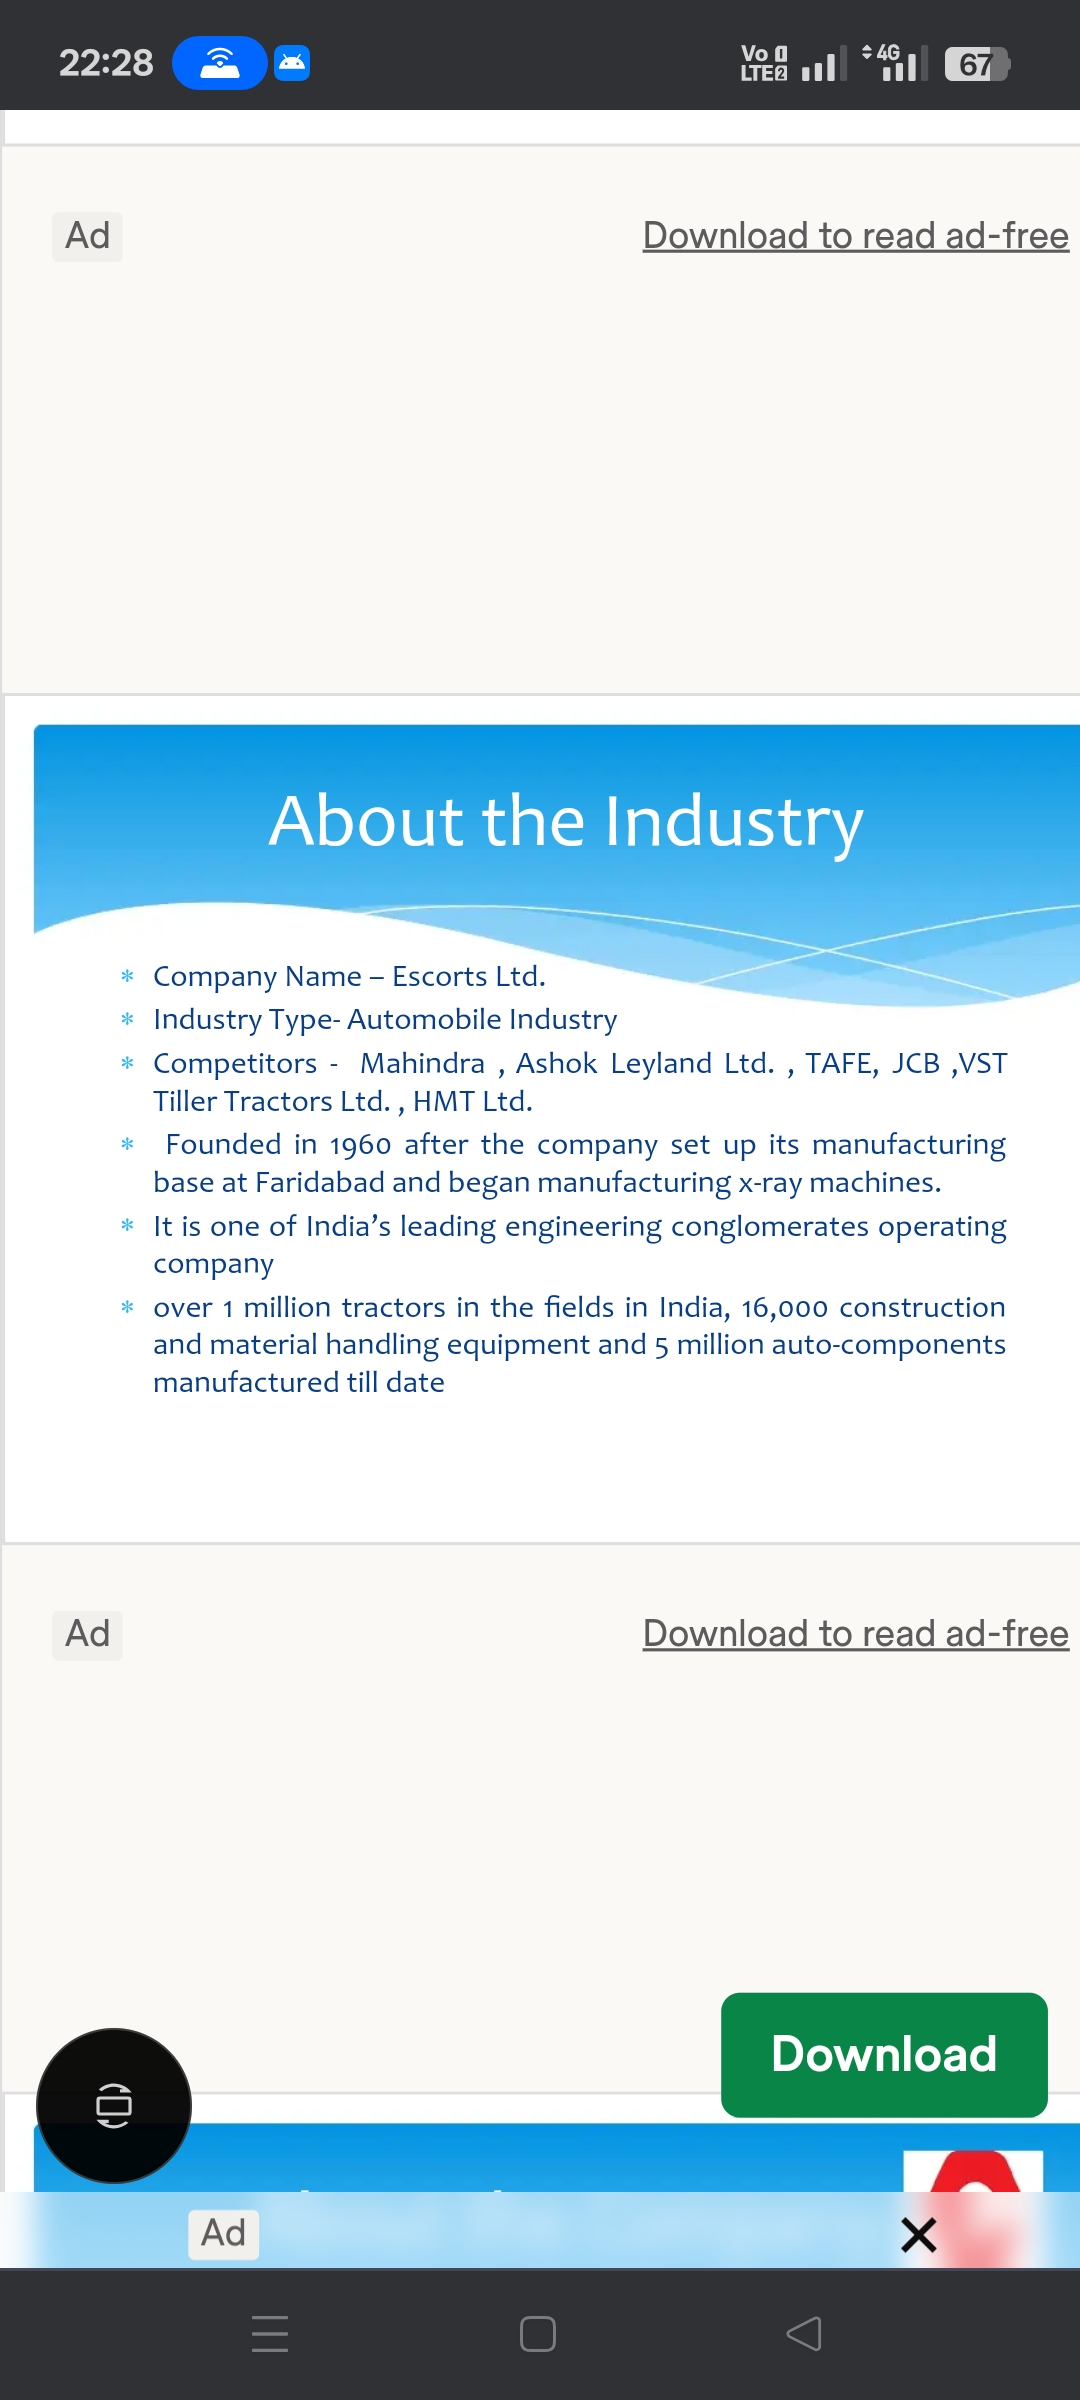 22:28
Vo 1
LTE 2
4G
67
Ad
Download to read ad-free
About the Industry
* Company Name – Escorts Ltd.
* Industry Type- Automobile Industry
* Competitors - Mahindra , Ashok Leyland Ltd. , TAFE, JCB ,VST
Tiller Tractors Ltd. , HMT Ltd.
* Founded in 1960 after the company set up its manufacturing
base at Faridabad and began manufacturing x-ray machines.
* It is one of India’s leading engineering conglomerates operating
company
* over 1 million tractors in the fields in India, 16,000 construction
and material handling equipment and 5 million auto-components
manufactured till date
Ad
Download to read ad-free
Download
Ad